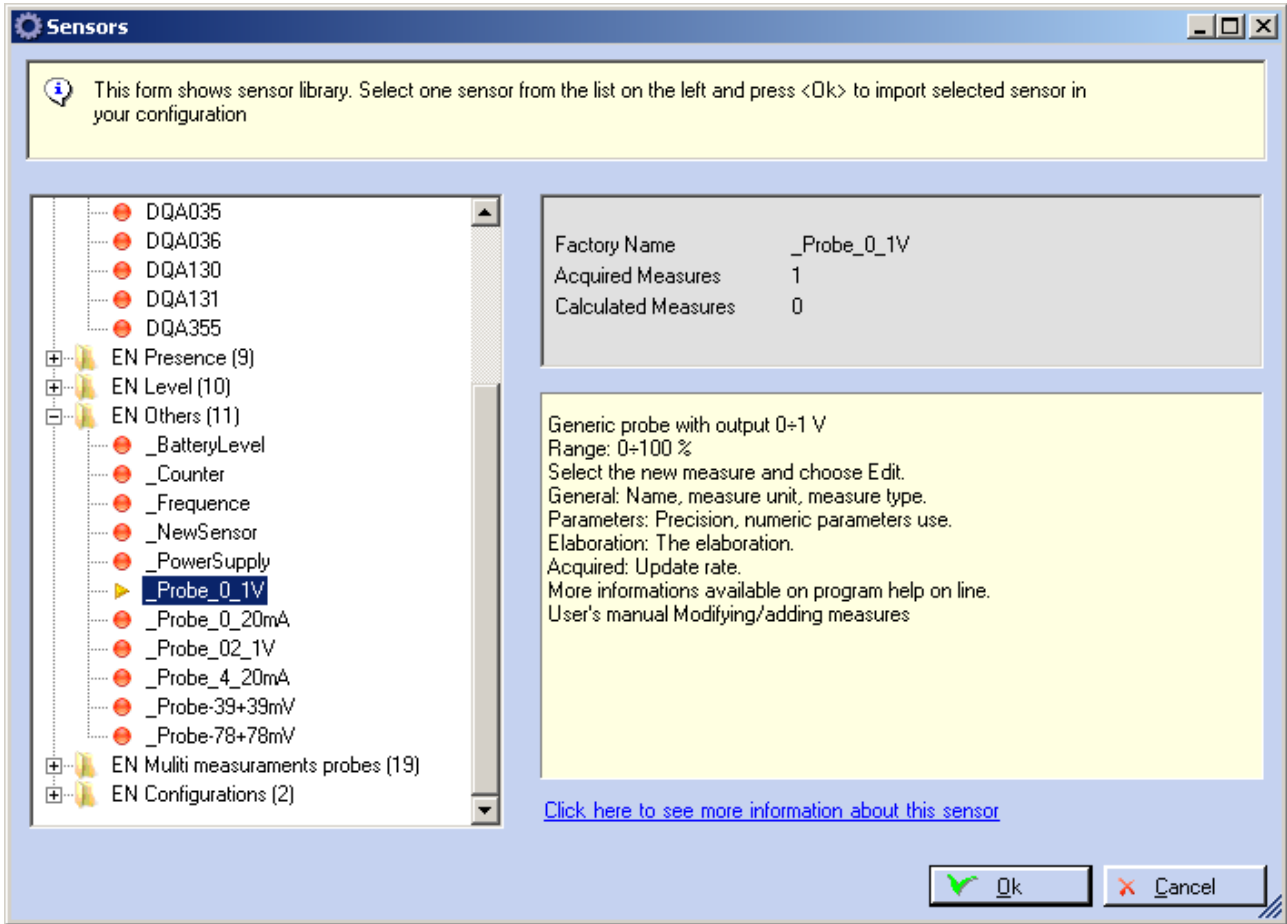 Sensors
This form shows sensor library. Select one sensor from the list on the left and press <Ok> to import selected sensor in
your configuration
DQA035
DQA036
DQA130
DQA131
DQA355
EN Presence (9)
EN Level (10)
EN Others (11)
_BatteryLevel
_Counter
_Frequence
_NewSensor
_PowerSupply
_Probe_0_1V
_Probe_0_20mA
_Probe_02_1V
_Probe_4_20mA
_Probe-39+39mV
_Probe-78+78mV
EN Muliti measuraments probes (19)
EN Configurations (2)
Factory Name _Probe_0_1V
Acquired Measures 1
Calculated Measures 0
Generic probe with output 0÷1 V
Range: 0÷100 %
Select the new measure and choose Edit.
General: Name, measure unit, measure type.
Parameters: Precision, numeric parameters use.
Elaboration: The elaboration.
Acquired: Update rate.
More informations available on program help on line.
User's manual Modifying/adding measures
Click here to see more information about this sensor
Ok
Cancel